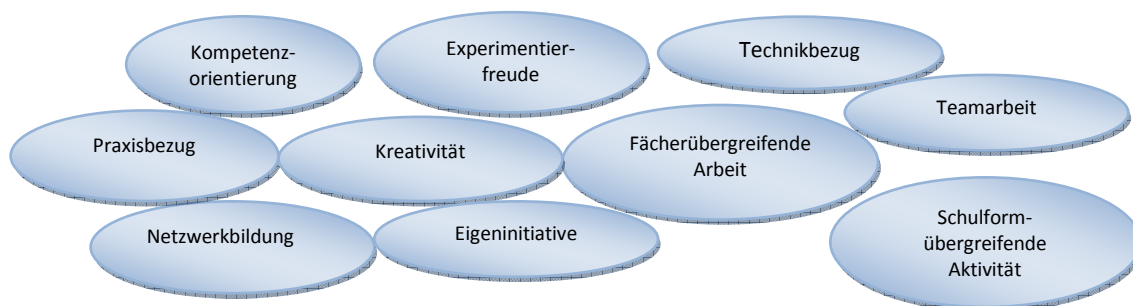 Kompetenz-
orientierung
Experimentier-
freude
Technikbezug
Teamarbeit
Praxisbezug
Kreativität
Fächerübergreifende
Arbeit
Netzwerkbildung
Eigeninitiative
Schulform-
übergreifende
Aktivität